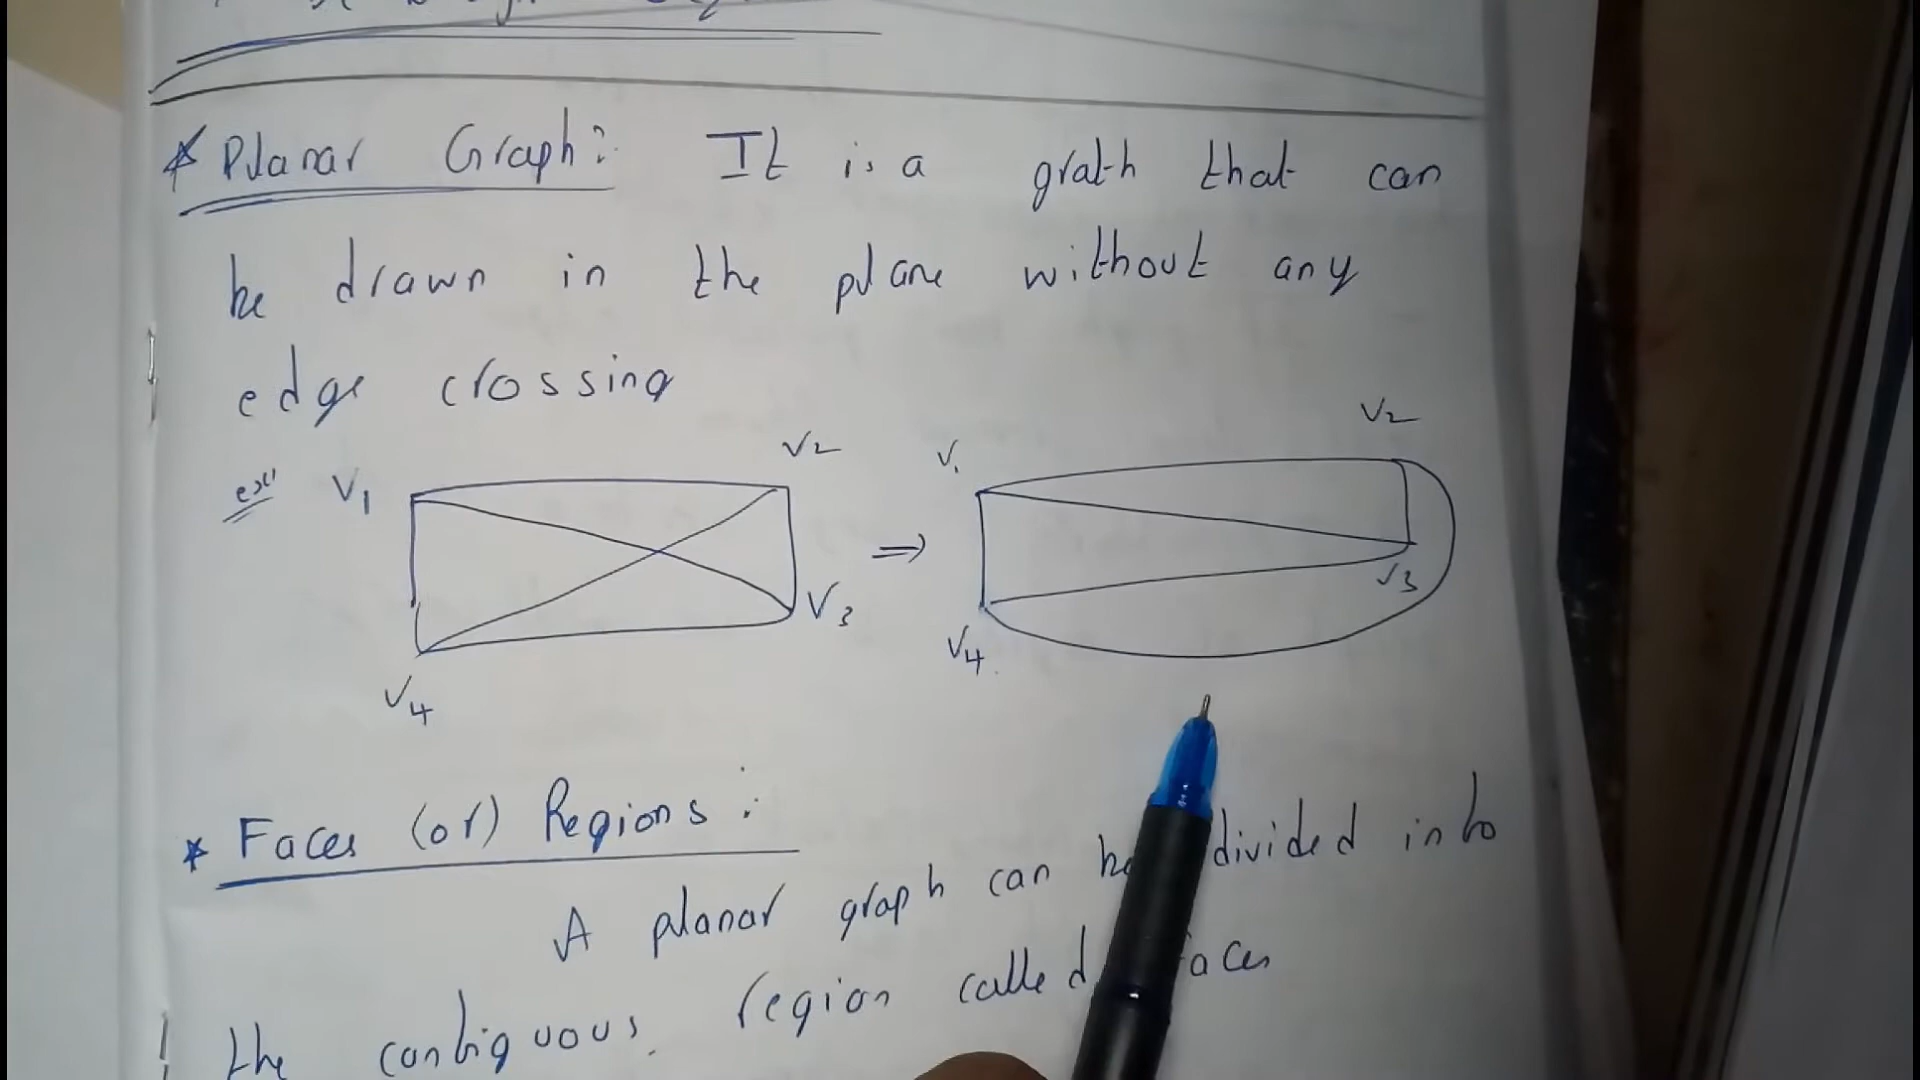 * Planar Graph: It is a grath that can
be drawn in the plane without any
edge crossing
ex:
V1 V2
V3
V4
⇒
V1 V2
V3
V4
* Faces (or) Regions:
A planar graph can be divided into
the contiguous region called faces